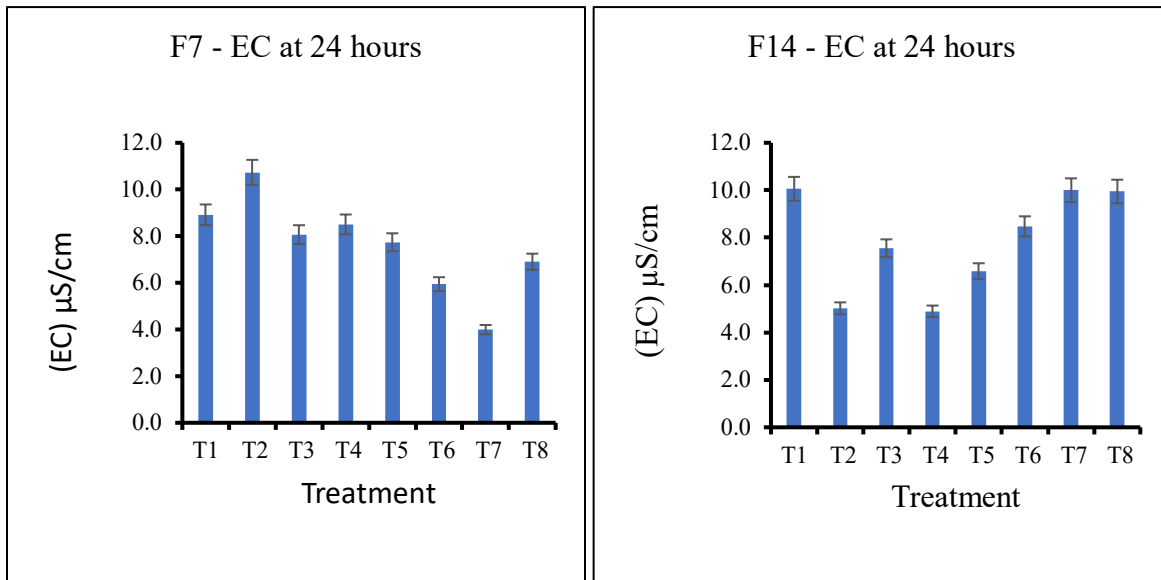 F7 - EC at 24 hours
(EC) µS/cm
12.0
10.0
8.0
6.0
4.0
2.0
0.0
T1 T2 T3 T4 T5 T6 T7 T8
Treatment
F14 - EC at 24 hours
(EC) µS/cm
12.0
10.0
8.0
6.0
4.0
2.0
0.0
T1 T2 T3 T4 T5 T6 T7 T8
Treatment